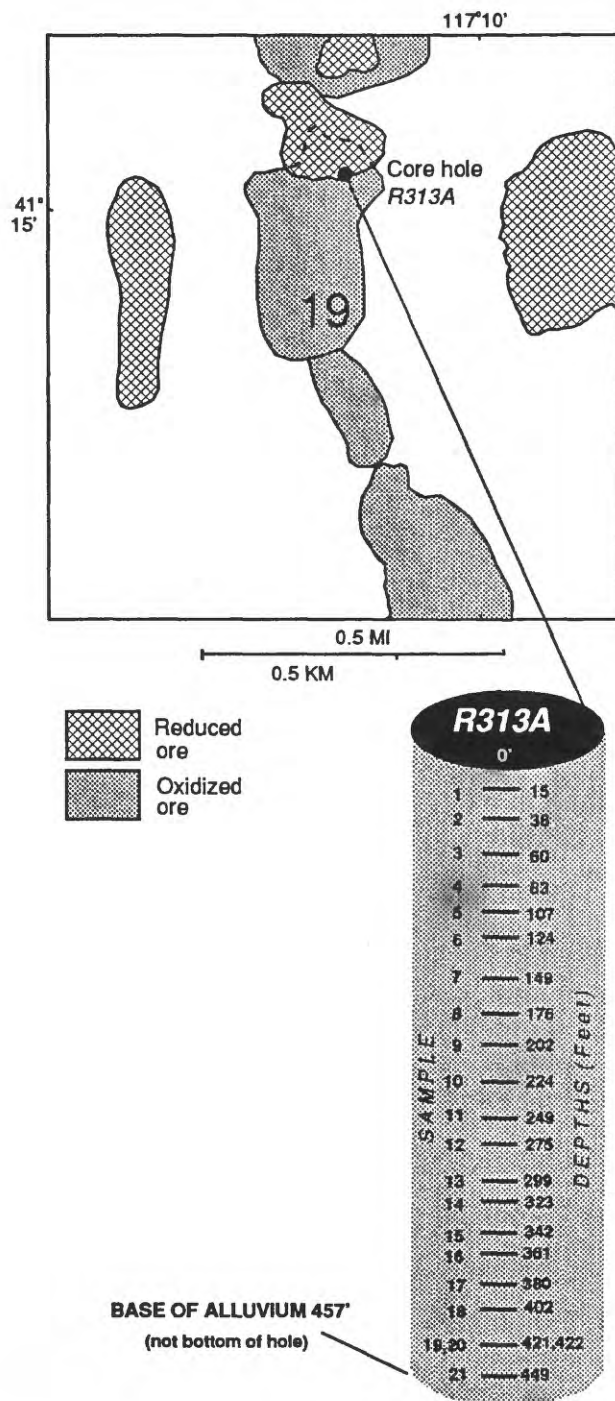 117°10'
41°
15'
Core hole
R313A
19
0.5 MI
0.5 KM
Reduced
ore
Oxidized
ore
R313A
0'
1 15
2 38
3 60
4 83
5 107
6 124
7 149
8 176
9 202
10 224
11 249
12 275
13 299
14 323
15 342
16 361
17 380
18 402
19,20 421,422
21 449
SAMPLE
DEPTHS (Feet)
BASE OF ALLUVIUM 457'
(not bottom of hole)